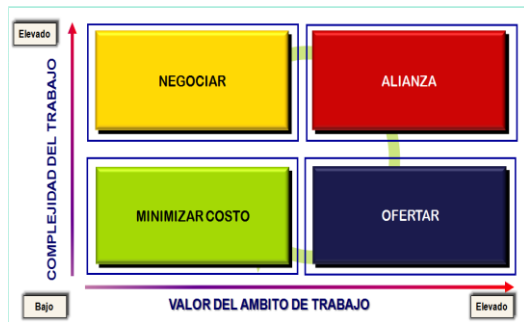 Elevado
NEGOCIAR
ALIANZA
COMPLEJIDAD DEL TRABAJO
MINIMIZAR COSTO
OFERTAR
Bajo
VALOR DEL AMBITO DE TRABAJO
Elevado